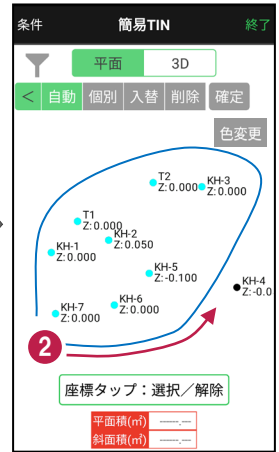 条件 簡易TIN 終了
平面 3D
< 自動 個別 入替 削除 確定
色変更
T2
Z:0.000
KH-3
Z:0.000
T1
Z:0.000
KH-2
Z:0.050
KH-1
Z:0.000
KH-5
Z:-0.100
KH-4
Z:-0.0
KH-6
Z:0.000
KH-7
Z:0.000
2
座標タップ：選択／解除
平面積(㎡) -----.---
斜面積(㎡) -----.---